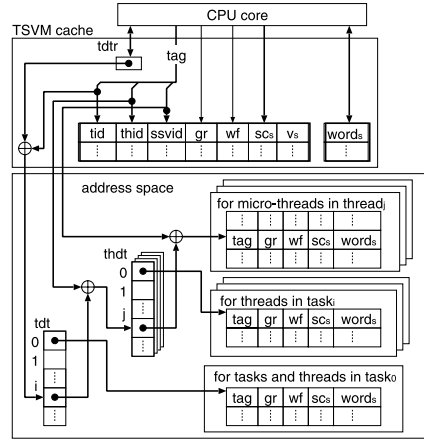 CPU core
TSVM cache
tdtr
tag
tid thid ssvid gr wf scs vs words
address space
for micro-threads in threadj
tag gr wf scs words
thdt
0
1
j
for threads in taski
tag gr wf scs words
tdt
0
1
i
for tasks and threads in task0
tag gr wf scs words